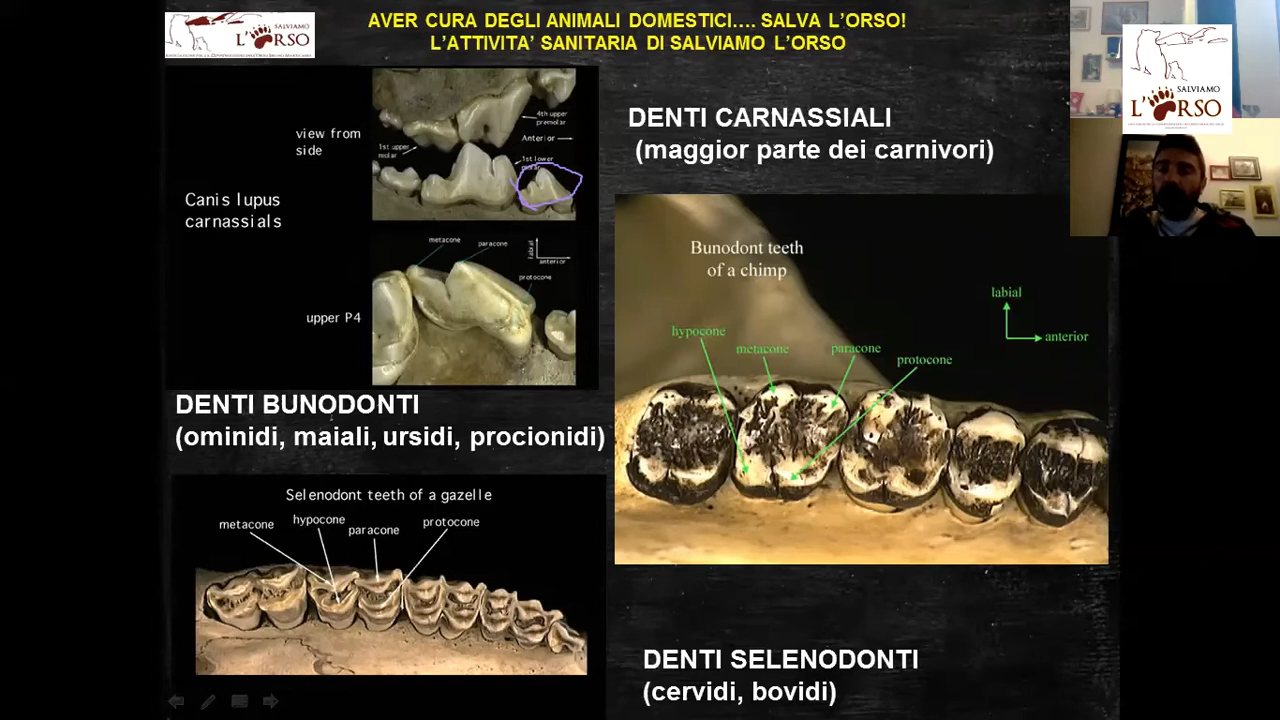 AVER CURA DEGLI ANIMALI DOMESTICI…. SALVA L'ORSO!
L'ATTIVITA' SANITARIA DI SALVIAMO L'ORSO
SALVIAMO
L'ORSO
SALVIAMO
L'ORSO
view from
side
4th upper
premolar
Anterior
1st upper
molar
1st lower
molar
Canis lupus
carnassials
metacone
paracone
labial
anterior
protocone
upper P4
DENTI CARNASSIALI
(maggior parte dei carnivori)
Bunodont teeth
of a chimp
labial
anterior
hypocone
metacone
paracone
protocone
DENTI BUNODONTI
(ominidi, maiali, ursidi, procionidi)
Selenodont teeth of a gazelle
metacone
hypocone
paracone
protocone
DENTI SELENODONTI
(cervidi, bovidi)